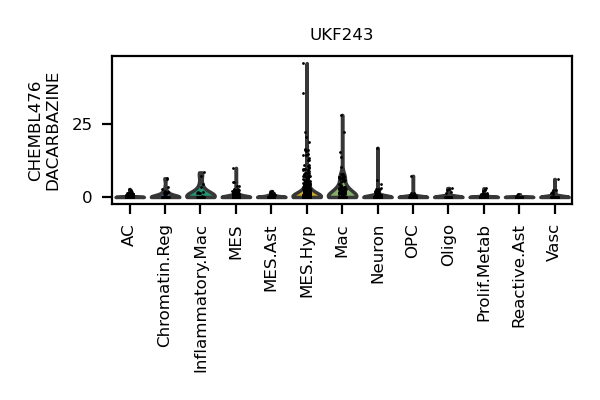 UKF243
CHEMBL476
DACARBAZINE
25
0
AC
Chromatin.Reg
Inflammatory.Mac
MES
MES.Ast
MES.Hyp
Mac
Neuron
OPC
Oligo
Prolif.Metab
Reactive.Ast
Vasc